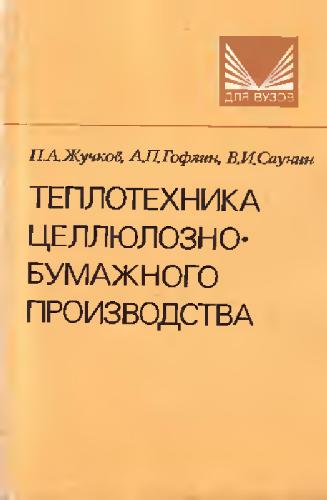 ДЛЯ ВУЗОВ
П.А.Жучков, А.П.Гофлин, В.И.Саунин
ТЕПЛОТЕХНИКА
ЦЕЛЛЮЛОЗНО-
БУМАЖНОГО
ПРОИЗВОДСТВА